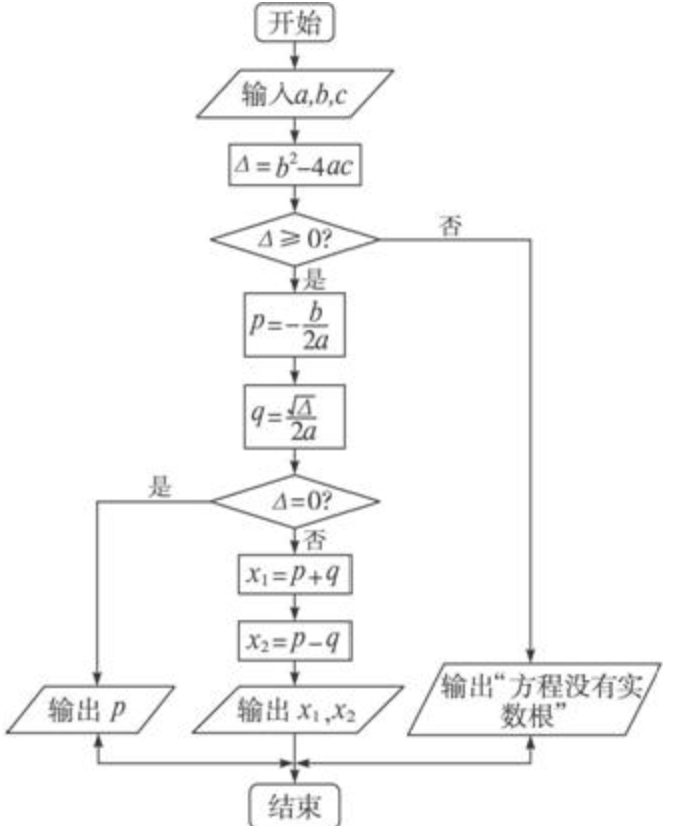 开始
输入a,b,c
Δ=b²-4ac
Δ≥0?
否
是
p=-b/2a
q=√Δ/2a
是
Δ=0?
否
x₁=p+q
x₂=p-q
输出 p
输出 x₁,x₂
输出“方程没有实
数根”
结束